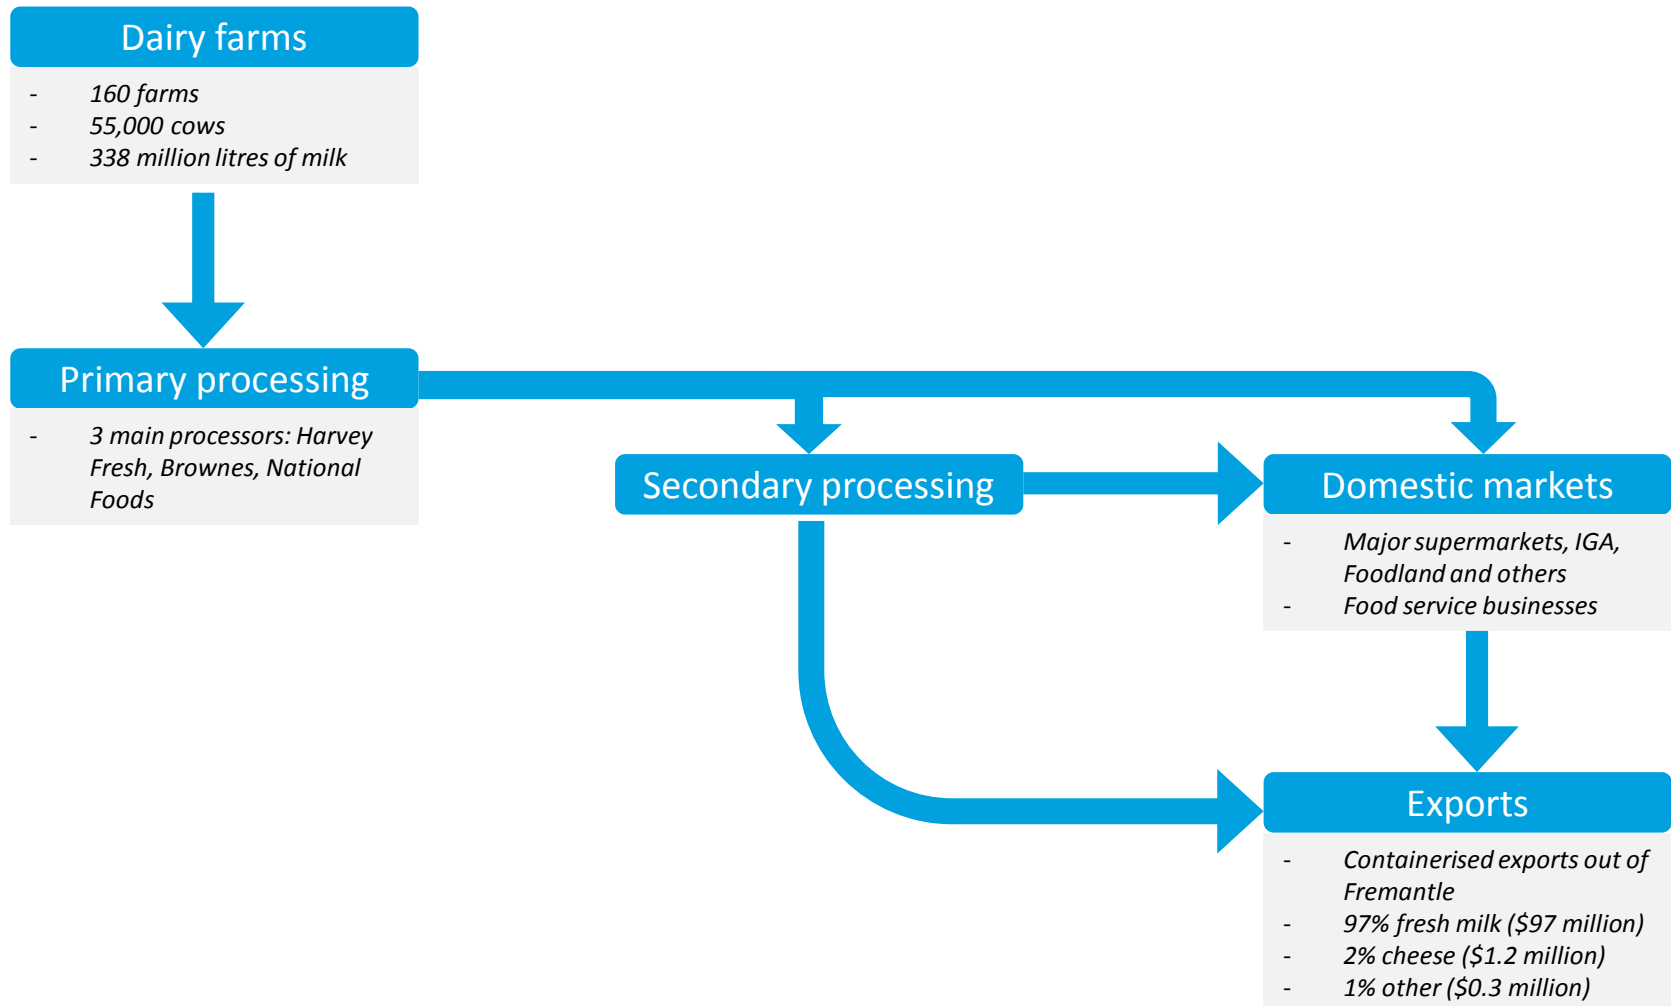 Dairy farms
- 160 farms
- 55,000 cows
- 338 million litres of milk
Primary processing
- 3 main processors: Harvey
Fresh, Brownes, National
Foods
Secondary processing
Domestic markets
- Major supermarkets, IGA,
Foodland and others
- Food service businesses
Exports
- Containerised exports out of
Fremantle
- 97% fresh milk ($97 million)
- 2% cheese ($1.2 million)
- 1% other ($0.3 million)